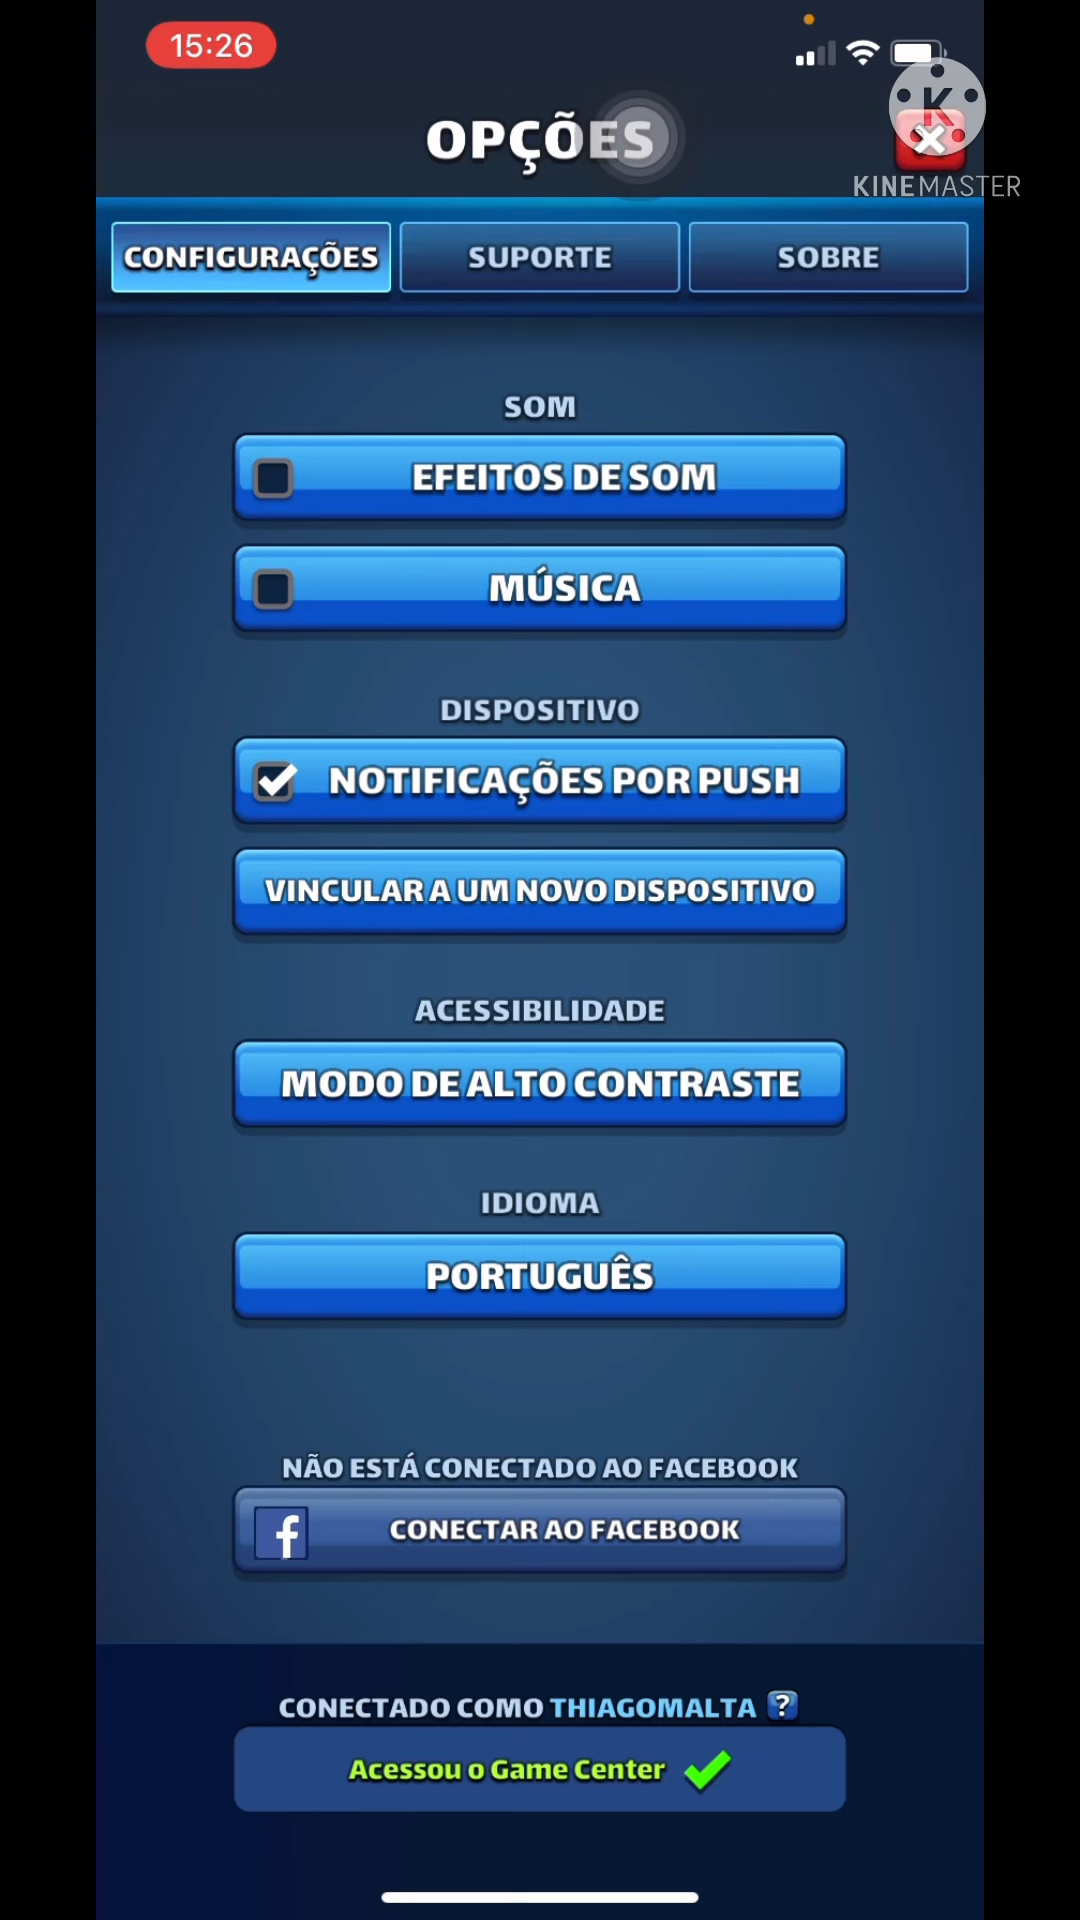 15:26
OPÇÕES
K
KINEMASTER
CONFIGURAÇÕES
SUPORTE
SOBRE
SOM
EFEITOS DE SOM
MÚSICA
DISPOSITIVO
NOTIFICAÇÕES POR PUSH
VINCULAR A UM NOVO DISPOSITIVO
ACESSIBILIDADE
MODO DE ALTO CONTRASTE
IDIOMA
PORTUGUÊS
NÃO ESTÁ CONECTADO AO FACEBOOK
f CONECTAR AO FACEBOOK
CONECTADO COMO THIAGOMALTA ?
Acessou o Game Center